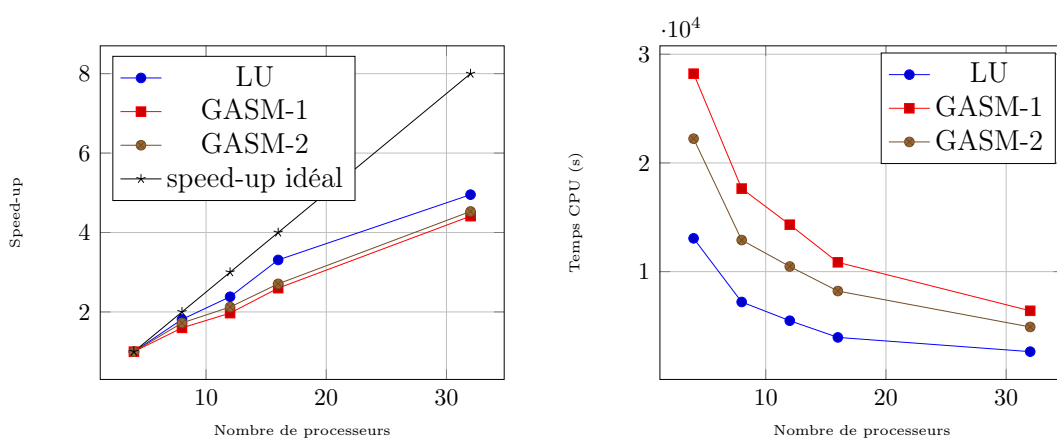 8
6
4
2
10
20
30
Speed-up
Nombre de processeurs
LU
GASM-1
GASM-2
speed-up idéal
·10⁴
3
2
1
10
20
30
Temps CPU (s)
Nombre de processeurs
LU
GASM-1
GASM-2